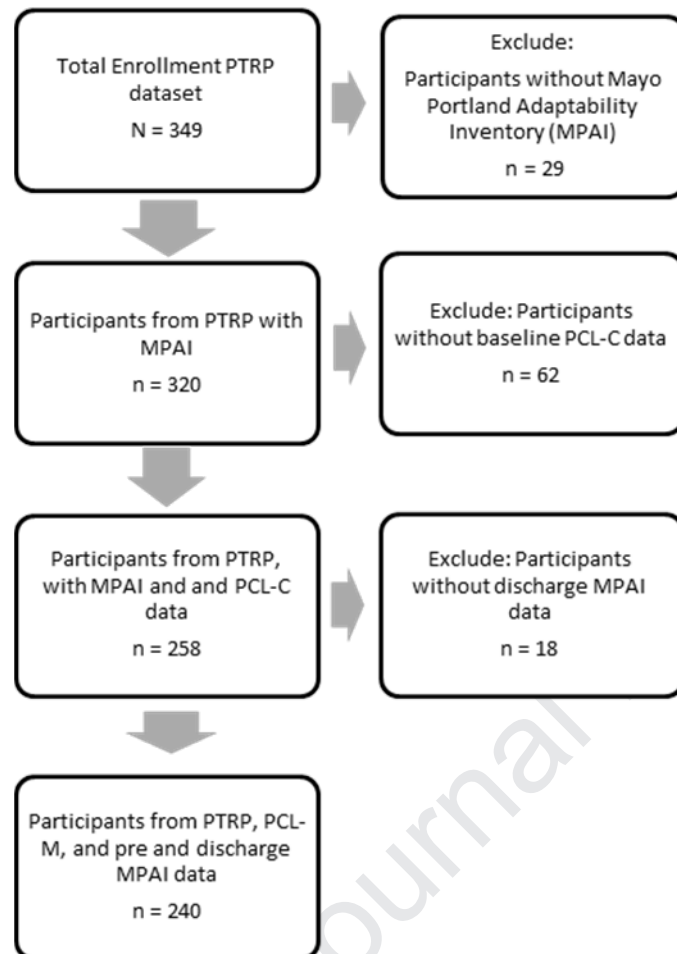 Total Enrollment PTRP
dataset
N = 349
Exclude:
Participants without Mayo
Portland Adaptability
Inventory (MPAI)
n = 29
Participants from PTRP with
MPAI
n = 320
Exclude: Participants
without baseline PCL-C data
n = 62
Participants from PTRP,
with MPAI and and PCL-C
data
n = 258
Exclude: Participants
without discharge MPAI
data
n = 18
Participants from PTRP, PCL-
M, and pre and discharge
MPAI data
n = 240
Journal